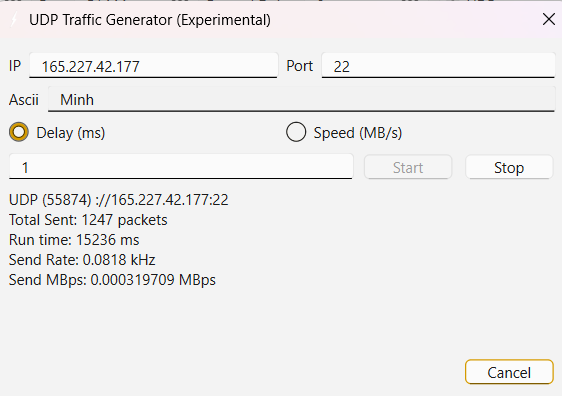 UDP Traffic Generator (Experimental)
IP 165.227.42.177 Port 22
Ascii Minh
Delay (ms) Speed (MB/s)
1 Start Stop
UDP (55874) ://165.227.42.177:22
Total Sent: 1247 packets
Run time: 15236 ms
Send Rate: 0.0818 kHz
Send MBps: 0.000319709 MBps
Cancel